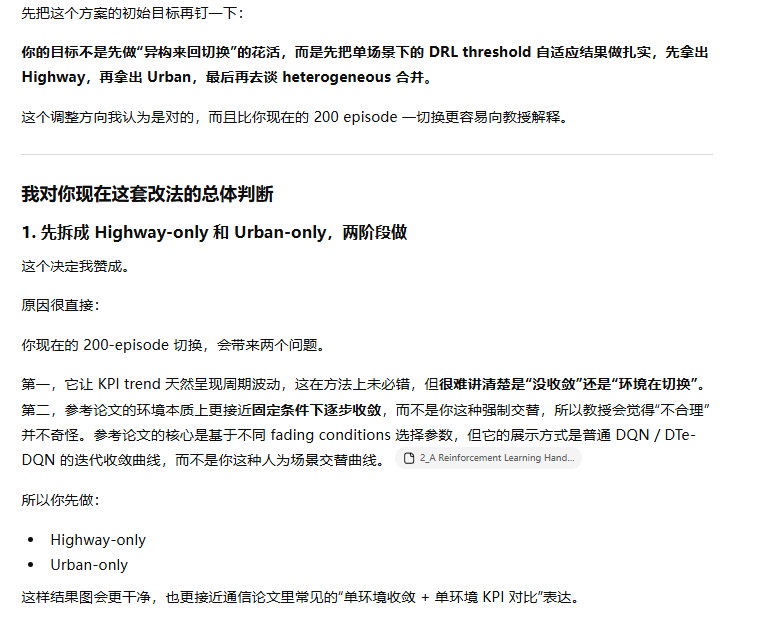 先把这个方案的初始目标再钉一下：
你的目标不是先做“异构来回切换”的花活，而是先把单场景下的 DRL threshold 自适应结果做扎实，先拿出
Highway，再拿出 Urban，最后再去谈 heterogeneous 合并。
这个调整方向我认为是对的，而且比你现在的 200 episode 一切换更容易向教授解释。
我对你现在这套改法的总体判断
1. 先拆成 Highway-only 和 Urban-only，两阶段做
这个决定我赞成。
原因很直接：
你现在的 200-episode 切换，会带来两个问题。
第一，它让 KPI trend 天然呈现周期波动，这在方法上未必错，但很难讲清楚是“没收敛”还是“环境在切换”。
第二，参考论文的环境本质上更接近固定条件下逐步收敛，而不是你这种强制交替，所以教授会觉得“不合理”
并不奇怪。参考论文的核心是基于不同 fading conditions 选择参数，但它的展示方式是普通 DQN / DTe-
DQN 的迭代收敛曲线，而不是你这种人为场景交替曲线。 2_A Reinforcement Learning Hand...
所以你先做：
• Highway-only
• Urban-only
这样结果图会更干净，也更接近通信论文里常见的“单环境收敛 + 单环境 KPI 对比”表达。